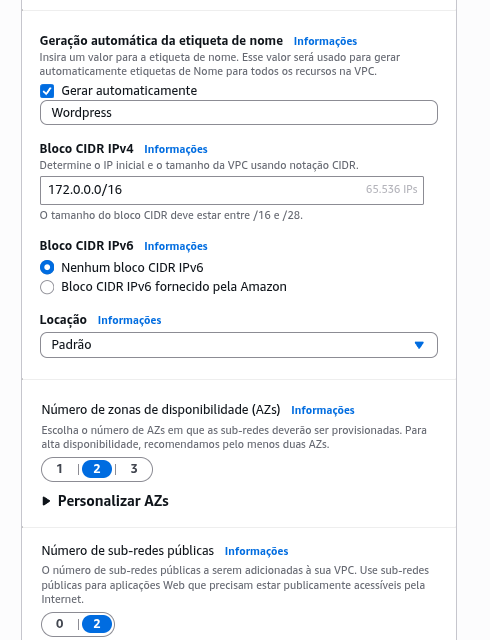 Geração automática da etiqueta de nome Informações
Insira um valor para a etiqueta de nome. Esse valor será usado para gerar
automaticamente etiquetas de Nome para todos os recursos na VPC.
Gerar automaticamente
Wordpress
Bloco CIDR IPv4 Informações
Determine o IP inicial e o tamanho da VPC usando notação CIDR.
172.0.0.0/16 65.536 IPs
O tamanho do bloco CIDR deve estar entre /16 e /28.
Bloco CIDR IPv6 Informações
Nenhum bloco CIDR IPv6
Bloco CIDR IPv6 fornecido pela Amazon
Locação Informações
Padrão
Número de zonas de disponibilidade (AZs) Informações
Escolha o número de AZs em que as sub-redes deverão ser provisionadas. Para
alta disponibilidade, recomendamos pelo menos duas AZs.
1 2 3
Personalizar AZs
Número de sub-redes públicas Informações
O número de sub-redes públicas a serem adicionadas à sua VPC. Use sub-redes
públicas para aplicações Web que precisam estar publicamente acessíveis pela
Internet.
0 2